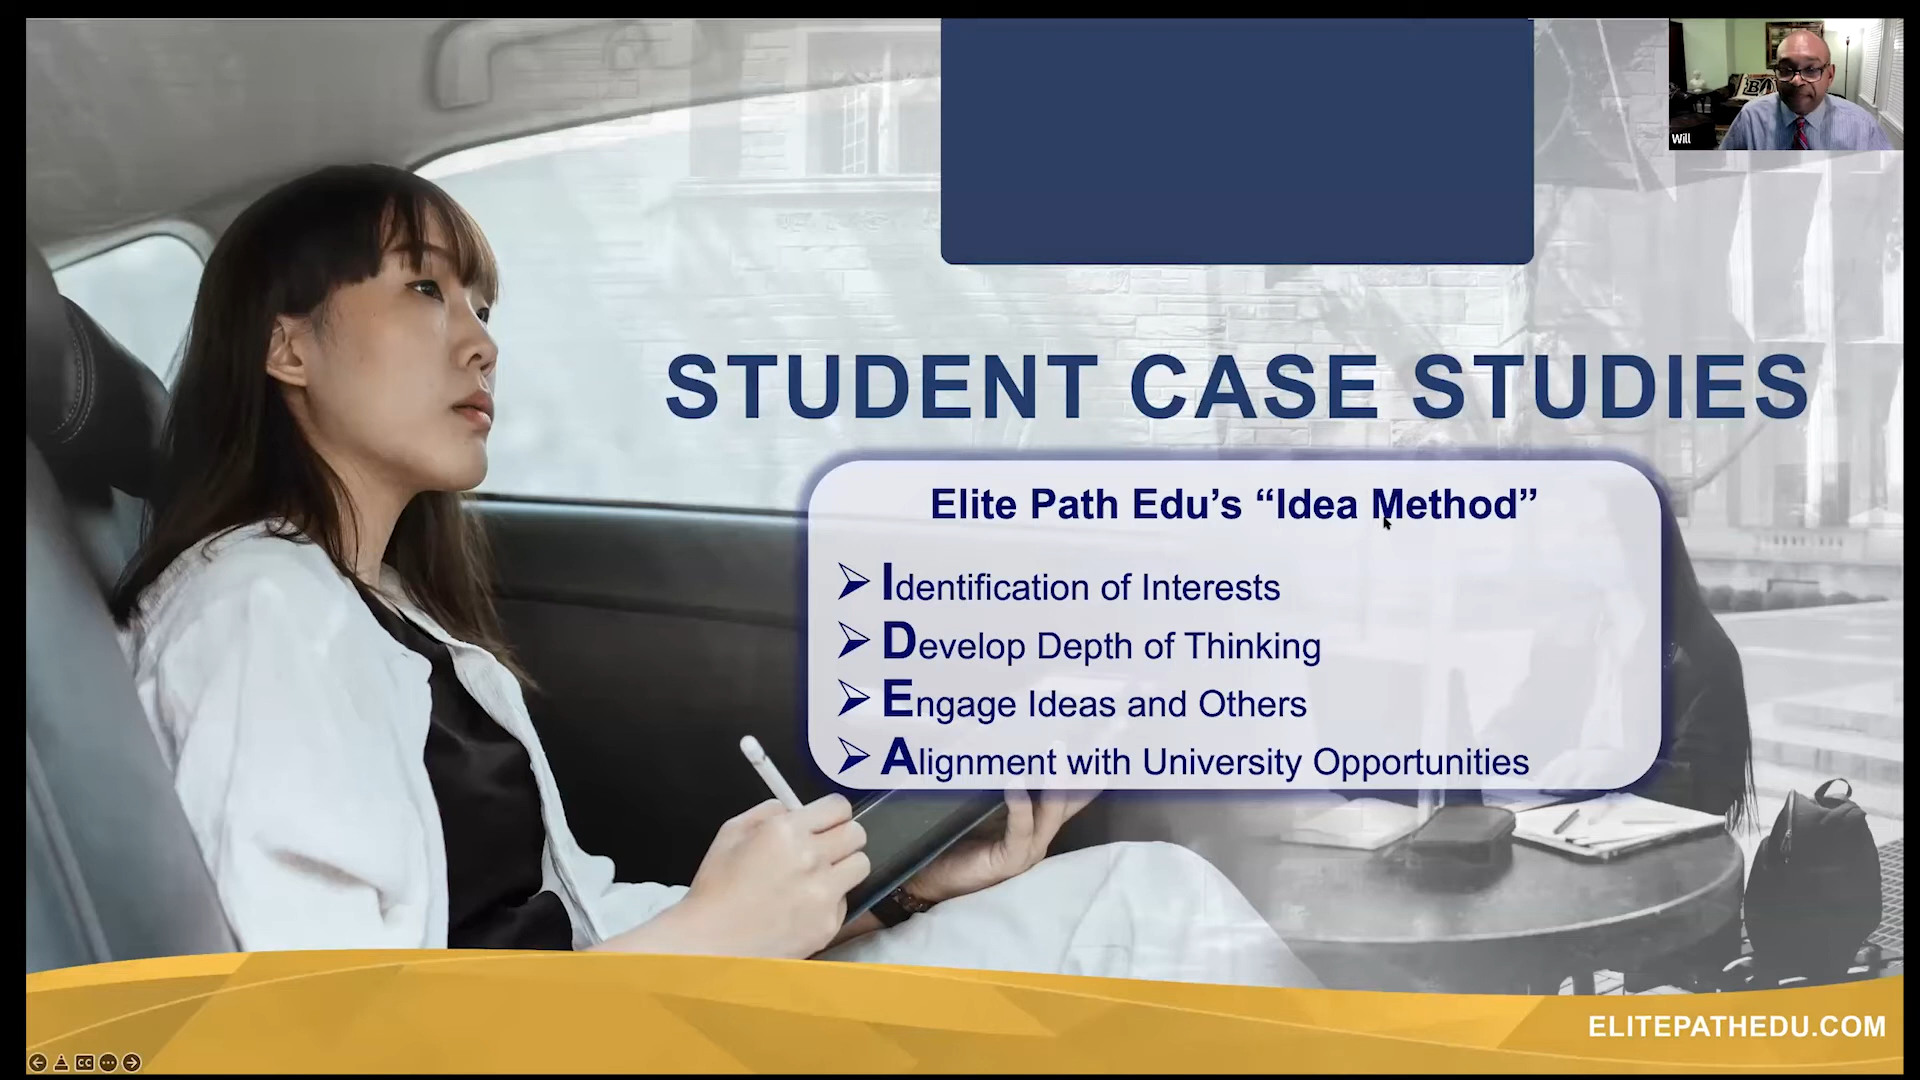 Will
STUDENT CASE STUDIES
Elite Path Edu’s “Idea Method”
Identification of Interests
Develop Depth of Thinking
Engage Ideas and Others
Alignment with University Opportunities
ELITEPATHEDU.COM
CC